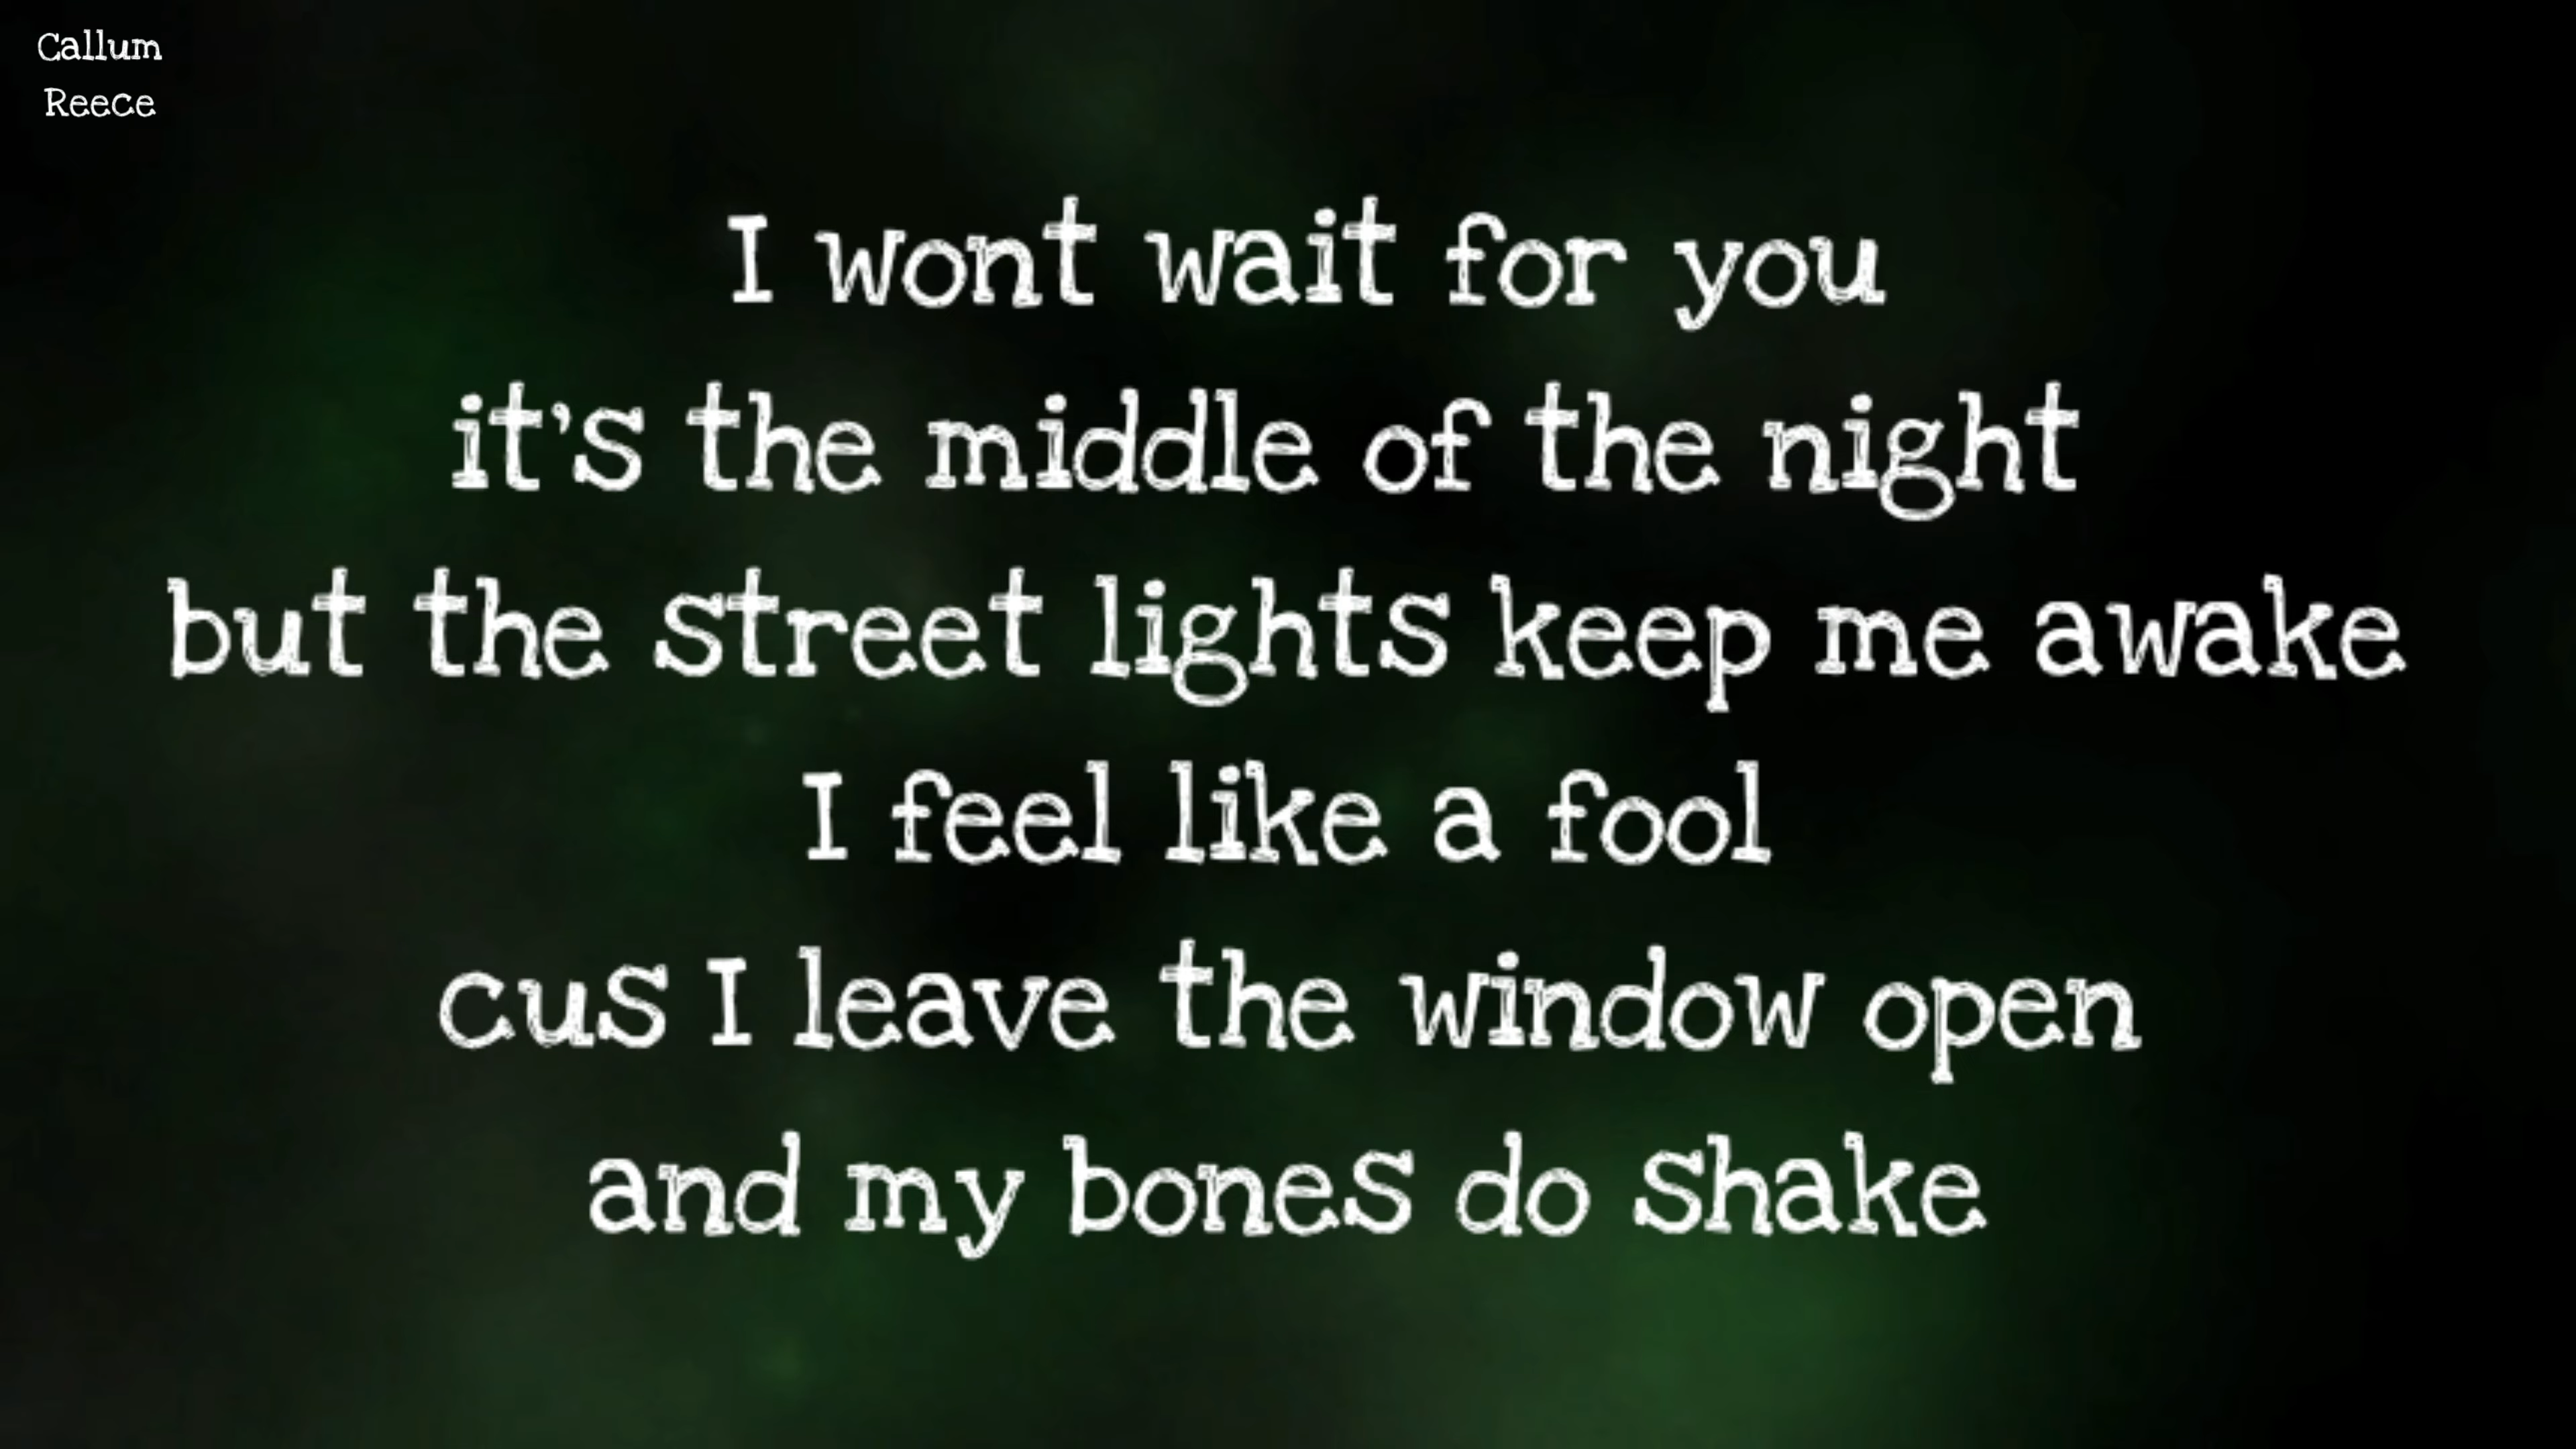 Callum
Reece
I wont wait for you
it's the middle of the night
but the street lights keep me awake
I feel like a fool
cus I leave the window open
and my bones do shake